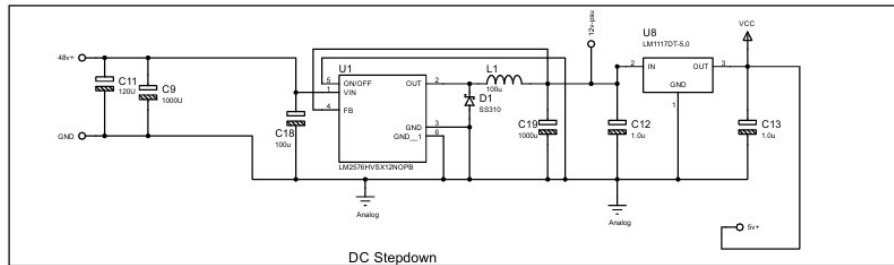 12v-psu
VCC
U8
LM1117DT-5,0
48v+
U1
L1
2 IN OUT 3
C11
120U
C9
1000U
5 ON/OFF OUT 2
1 VIN
100u
GND
4 FB
D1
SS310
1
C18
100u
GND 3
GND__1 6
C19
1000u
C12
1.0u
C13
1.0u
GND
LM2576HVSX12NOPB
Analog
Analog
5v+
DC Stepdown